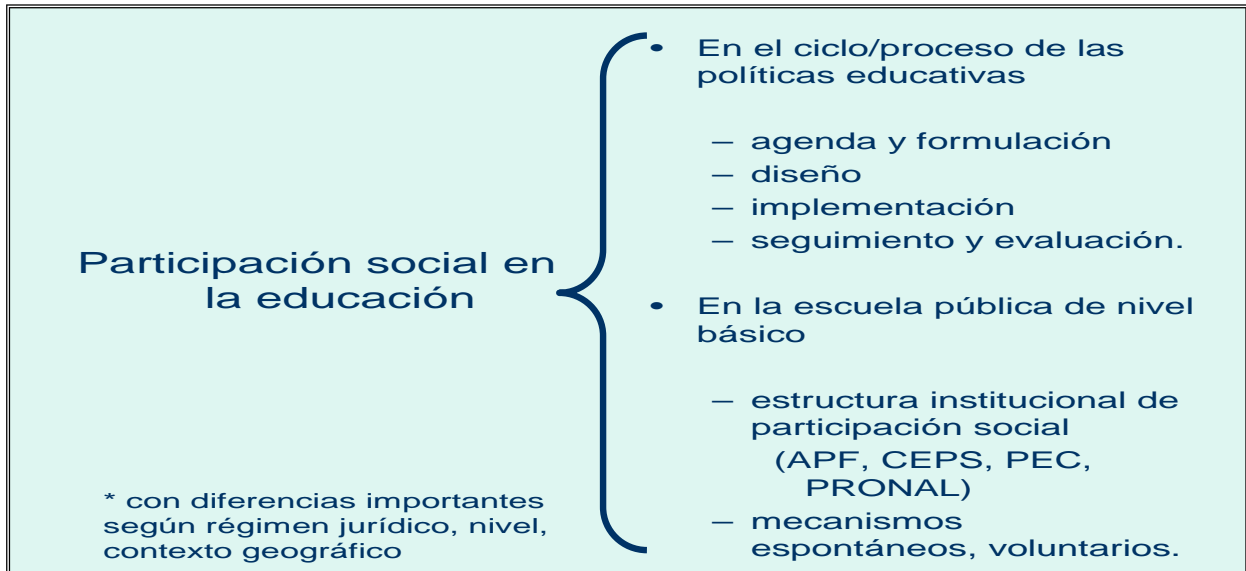 Participación social en
la educación
* con diferencias importantes
según régimen jurídico, nivel,
contexto geográfico
• En el ciclo/proceso de las
políticas educativas
– agenda y formulación
– diseño
– implementación
– seguimiento y evaluación.
• En la escuela pública de nivel
básico
– estructura institucional de
participación social
(APF, CEPS, PEC,
PRONAL)
– mecanismos
espontáneos, voluntarios.